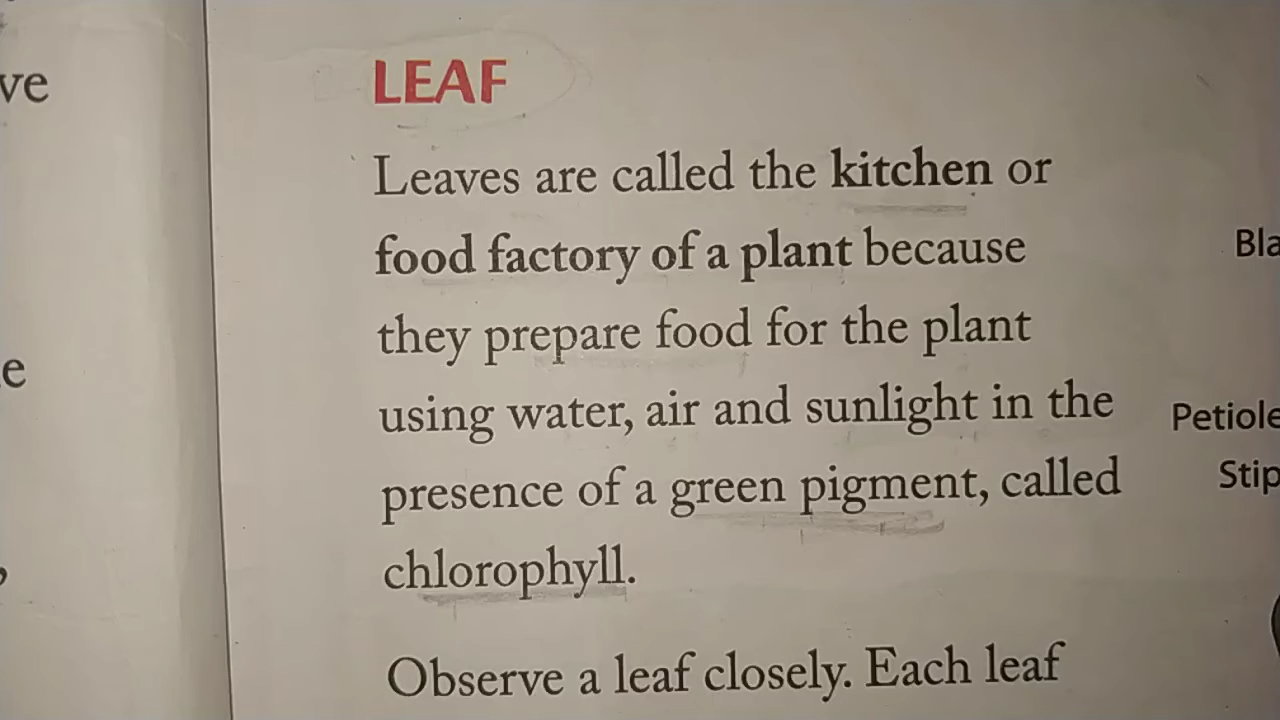 LEAF
Leaves are called the kitchen or
food factory of a plant because
they prepare food for the plant
using water, air and sunlight in the
presence of a green pigment, called
chlorophyll.
Observe a leaf closely. Each leaf
Petiole